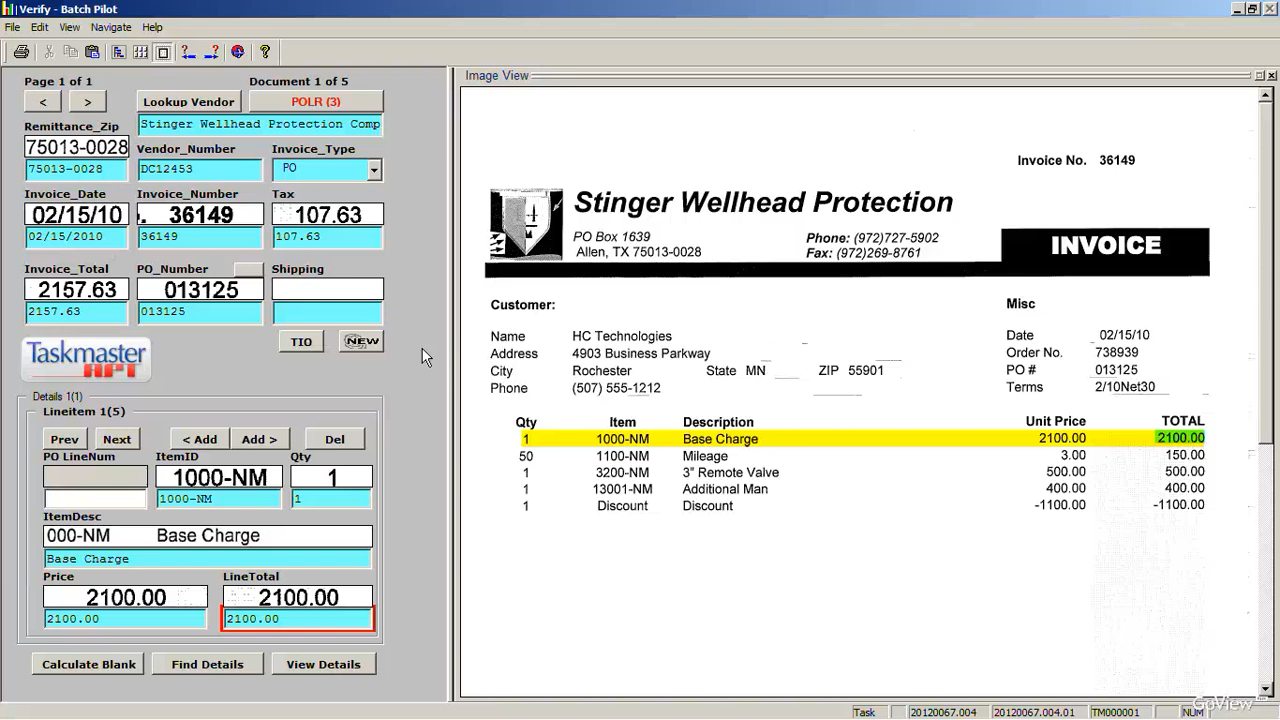 Verify - Batch Pilot
File Edit View Navigate Help
Page 1 of 1
Document 1 of 5
< > Lookup Vendor POLR (3)
Remittance_Zip
Stinger Wellhead Protection Comp
75013-0028
Vendor_Number
Invoice_Type
75013-0028
DC12453
PO
Invoice_Date
Invoice_Number
Tax
02/15/10
36149
107.63
02/15/2010
36149
107.63
Invoice_Total
PO_Number
Shipping
2157.63
013125
2157.63
013125
TIO
NEW
Taskmaster
Details 1(1)
Lineitem 1(5)
Prev Next < Add Add > Del
PO LineNum
ItemID
Qty
1000-NM
1
1000-NM
1
ItemDesc
000-NM Base Charge
Base Charge
Price
LineTotal
2100.00
2100.00
2100.00
2100.00
Calculate Blank Find Details View Details
Image View
Invoice No. 36149
Stinger Wellhead Protection
PO Box 1639
Allen, TX 75013-0028
Phone: (972)727-5902
Fax: (972)269-8761
INVOICE
Customer:
Misc
Name HC Technologies
Address 4903 Business Parkway
City Rochester State MN ZIP 55901
Phone (507) 555-1212
Date 02/15/10
Order No. 738939
PO # 013125
Terms 2/10Net30
Qty Item Description Unit Price TOTAL
1 1000-NM Base Charge 2100.00 2100.00
50 1100-NM Mileage 3.00 150.00
1 3200-NM 3" Remote Valve 500.00 500.00
1 13001-NM Additional Man 400.00 400.00
1 Discount Discount -1100.00 -1100.00
GoView
Task 20120067.004 20120067.004.01 TM000001 NUM